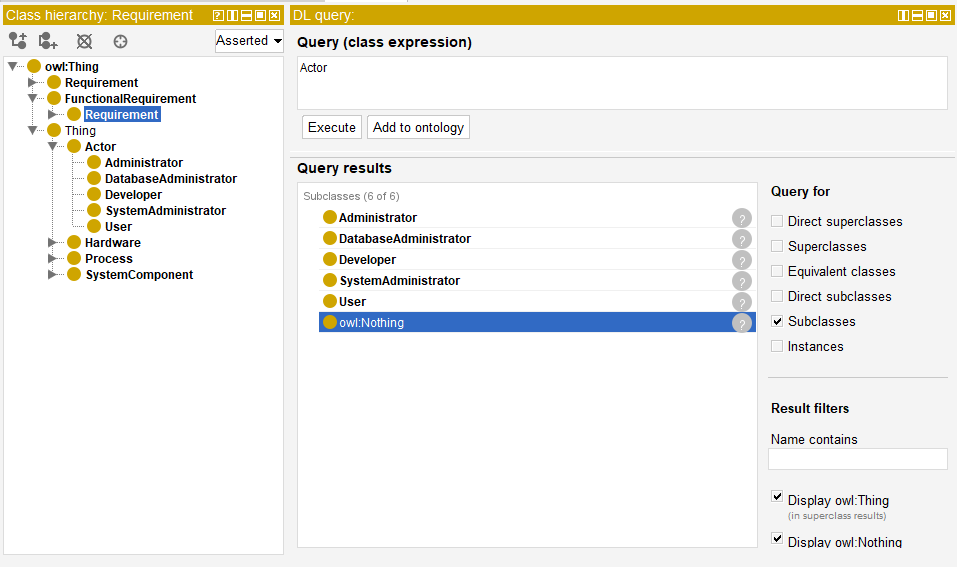 Class hierarchy: Requirement
Asserted
owl:Thing
Requirement
FunctionalRequirement
Requirement
Thing
Actor
Administrator
DatabaseAdministrator
Developer
SystemAdministrator
User
Hardware
Process
SystemComponent
DL query:
Query (class expression)
Actor
Execute
Add to ontology
Query results
Subclasses (6 of 6)
Administrator ?
DatabaseAdministrator ?
Developer ?
SystemAdministrator ?
User ?
owl:Nothing ?
Query for
Direct superclasses
Superclasses
Equivalent classes
Direct subclasses
Subclasses
Instances
Result filters
Name contains
Display owl:Thing
(in superclass results)
Display owl:Nothing